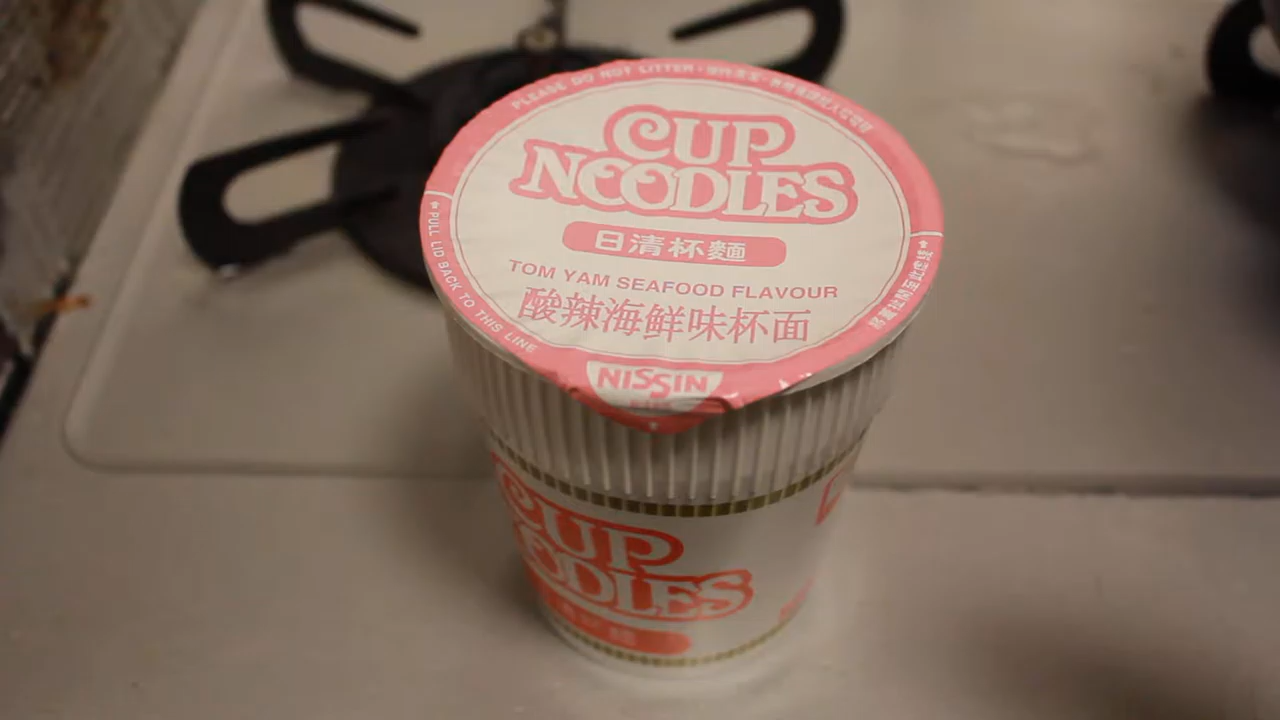 PLEASE DO NOT LITTER
CUP
NOODLES
日清杯麵
TOM YAM SEAFOOD FLAVOUR
酸辣海鮮味杯面
PULL LID BACK TO THIS LINE
NISSIN
CUP
NOODLES